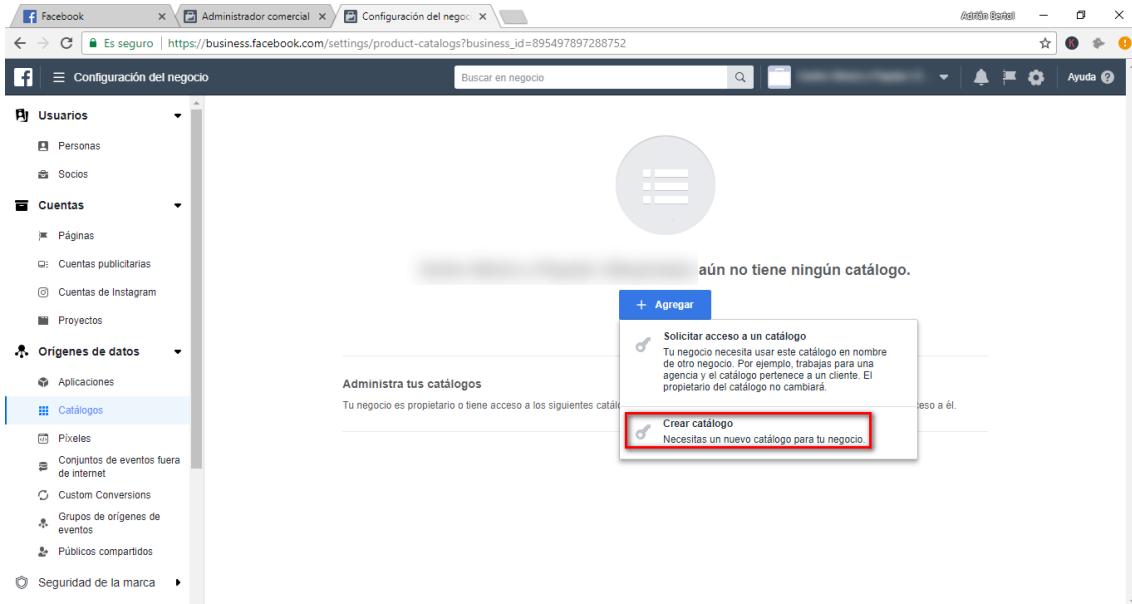 Facebook
Administrador comercial
Configuración del negoc
Adrián Bertol
Es seguro
https://business.facebook.com/settings/product-catalogs?business_id=895497897288752
Configuración del negocio
Buscar en negocio
Ayuda
Usuarios
Personas
Socios
Cuentas
Páginas
Cuentas publicitarias
Cuentas de Instagram
Proyectos
Orígenes de datos
Aplicaciones
Catálogos
Píxeles
Conjuntos de eventos fuera
de internet
Custom Conversions
Grupos de orígenes de
eventos
Públicos compartidos
Seguridad de la marca
aún no tiene ningún catálogo.
+ Agregar
Solicitar acceso a un catálogo
Tu negocio necesita usar este catálogo en nombre
de otro negocio. Por ejemplo, trabajas para una
agencia y el catálogo pertenece a un cliente. El
propietario del catálogo no cambiará.
Crear catálogo
Necesitas un nuevo catálogo para tu negocio.
Administra tus catálogos
Tu negocio es propietario o tiene acceso a los siguientes catál eso a él.